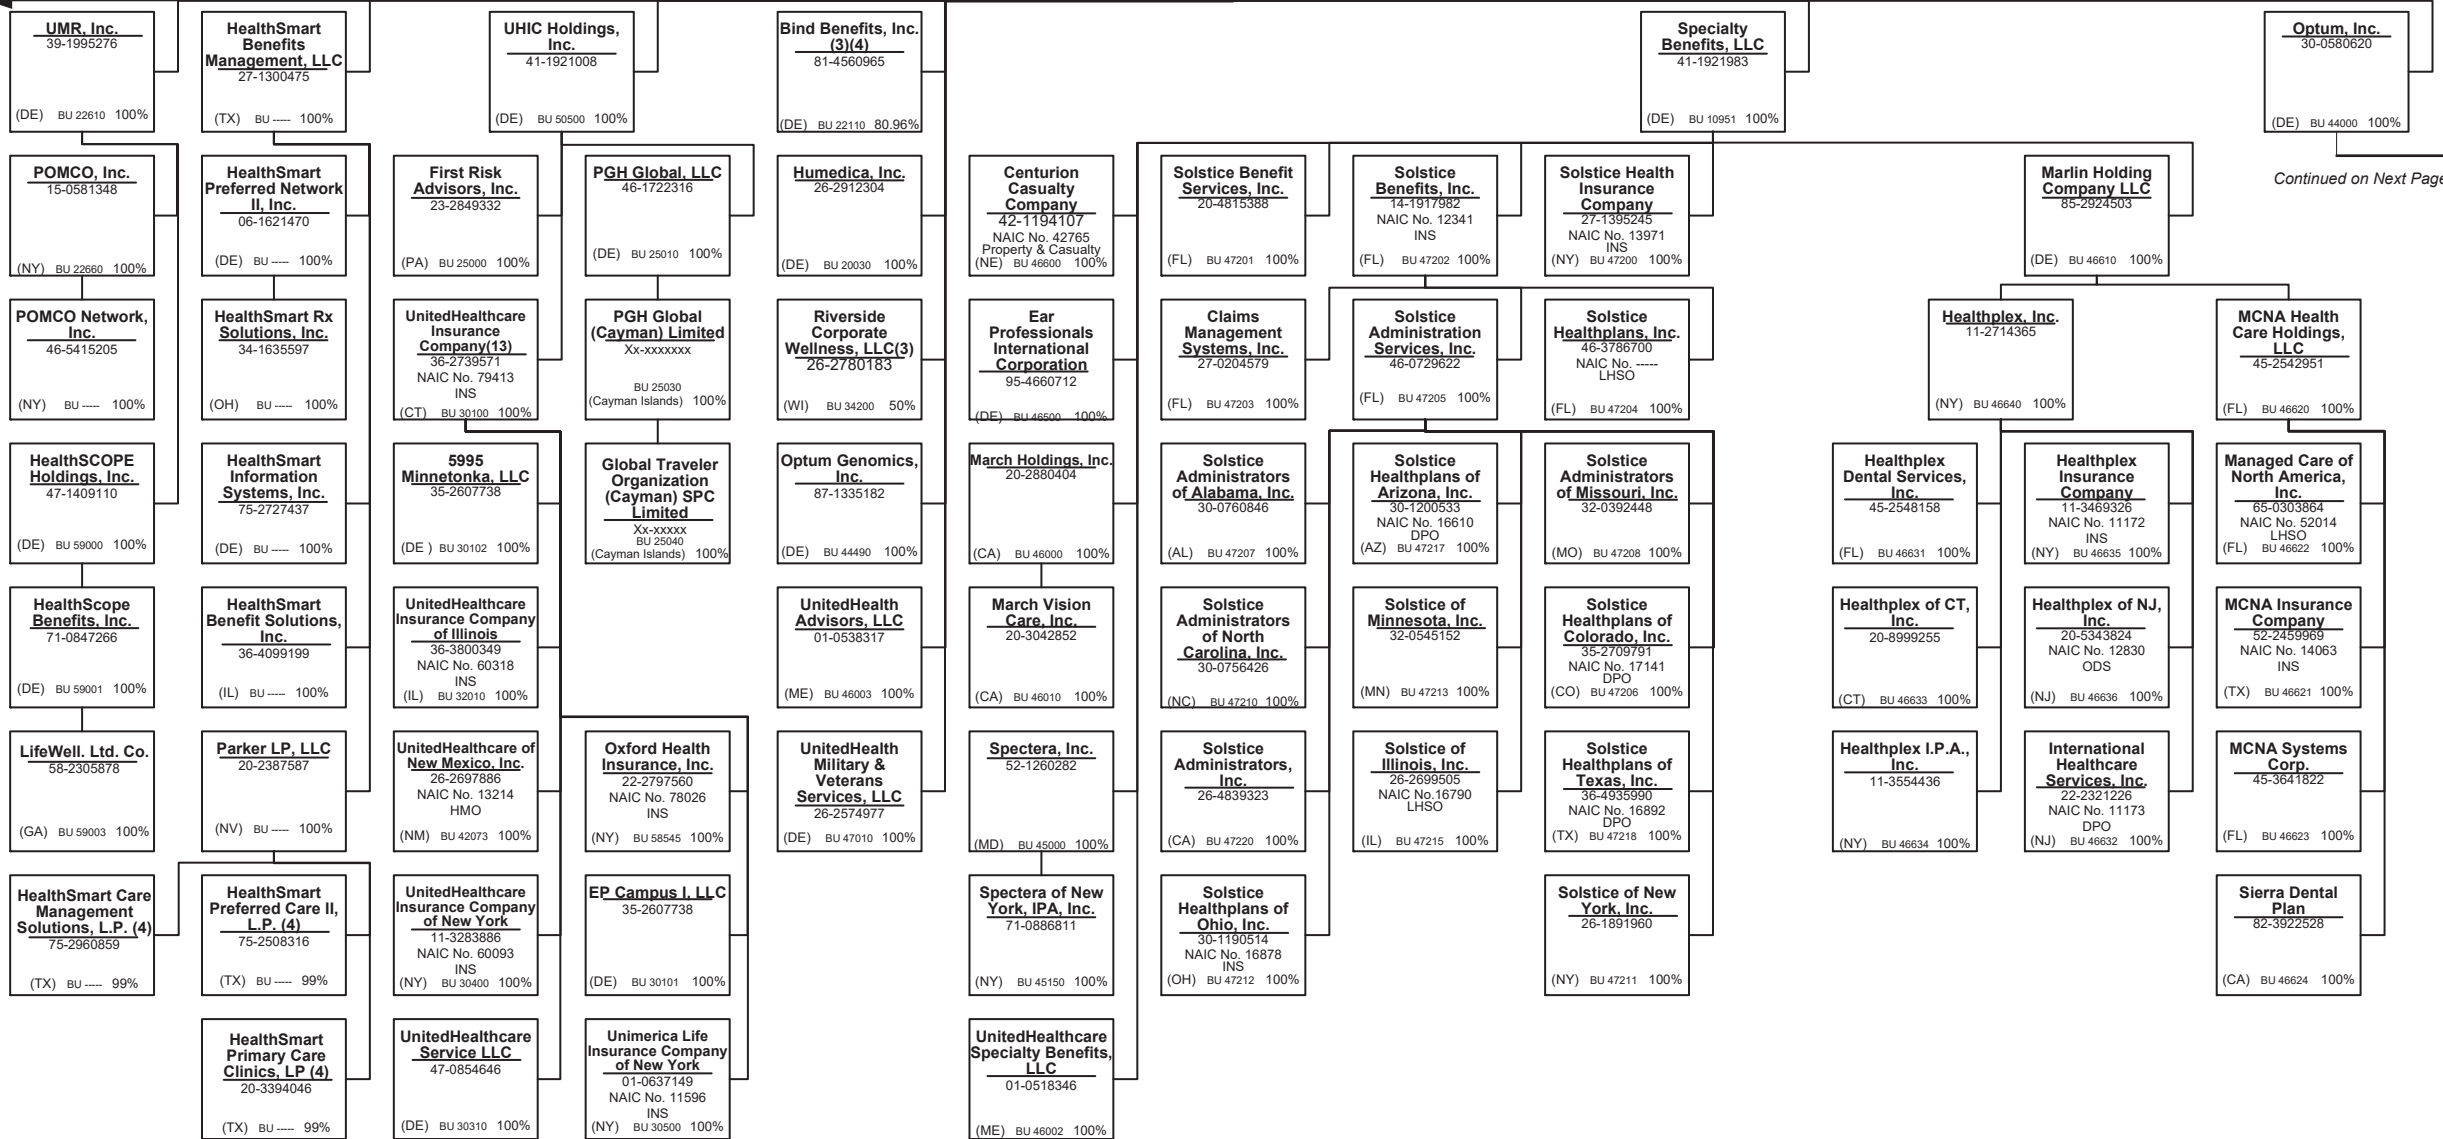 UMR, Inc.
39-1995276
(DE) BU 22610 100%
HealthSmart
Benefits
Management, LLC
27-1300475
(TX) BU ----- 100%
UHIC Holdings,
Inc.
41-1921008
(DE) BU 50500 100%
Bind Benefits, Inc.
(3)(4)
81-4560965
(DE) BU 22110 80.96%
Specialty
Benefits, LLC
41-1921983
(DE) BU 10951 100%
Optum, Inc.
30-0580620
(DE) BU 44000 100%
POMCO, Inc.
15-0581348
(NY) BU 22660 100%
HealthSmart
Preferred Network
II, Inc.
06-1621470
(DE) BU ----- 100%
First Risk
Advisors, Inc.
23-2849332
(PA) BU 25000 100%
PGH Global, LLC
46-1722316
(DE) BU 25010 100%
Humedica, Inc.
26-2912304
(DE) BU 20030 100%
Centurion
Casualty
Company
42-1194107
NAIC No. 42765
Property & Casualty
(NE) BU 46600 100%
Solstice Benefit
Services, Inc.
20-4815388
(FL) BU 47201 100%
Solstice
Benefits, Inc.
14-1917982
NAIC No. 12341
INS
(FL) BU 47202 100%
Solstice Health
Insurance
Company
27-1395245
NAIC No. 13971
INS
(NY) BU 47200 100%
Marlin Holding
Company LLC
85-2924503
(DE) BU 46610 100%
Continued on Next Page
POMCO Network,
Inc.
46-5415205
(NY) BU ----- 100%
HealthSmart Rx
Solutions, Inc.
34-1635597
(OH) BU ----- 100%
UnitedHealthcare
Insurance
Company(13)
36-2739571
NAIC No. 79413
INS
(CT) BU 30100 100%
PGH Global
(Cayman) Limited
Xx-xxxxxxx
BU 25030
(Cayman Islands) 100%
Riverside
Corporate
Wellness, LLC(3)
26-2780183
(WI) BU 34200 50%
Ear
Professionals
International
Corporation
95-4660712
(DE) BU 46500 100%
Claims
Management
Systems, Inc.
27-0204579
(FL) BU 47203 100%
Solstice
Administration
Services, Inc.
46-0729622
(FL) BU 47205 100%
Solstice
Healthplans, Inc.
46-3786700
NAIC No. -----
LHSO
(FL) BU 47204 100%
Healthplex, Inc.
11-2714365
(NY) BU 46640 100%
MCNA Health
Care Holdings,
LLC
45-2542951
(FL) BU 46620 100%
HealthSCOPE
Holdings, Inc.
47-1409110
(DE) BU 59000 100%
HealthSmart
Information
Systems, Inc.
75-2727437
(DE) BU ----- 100%
5995
Minnetonka, LLC
35-2607738
(DE ) BU 30102 100%
Global Traveler
Organization
(Cayman) SPC
Limited
Xx-xxxxx
BU 25040
(Cayman Islands) 100%
Optum Genomics,
Inc.
87-1335182
(DE) BU 44490 100%
March Holdings, Inc.
20-2880404
(CA) BU 46000 100%
Solstice
Administrators
of Alabama, Inc.
30-0760846
(AL) BU 47207 100%
Solstice
Healthplans of
Arizona, Inc.
30-1200533
NAIC No. 16610
DPO
(AZ) BU 47217 100%
Solstice
Administrators
of Missouri, Inc.
32-0392448
(MO) BU 47208 100%
Healthplex
Dental Services,
Inc.
45-2548158
(FL) BU 46631 100%
Healthplex
Insurance
Company
11-3469326
NAIC No. 11172
INS
(NY) BU 46635 100%
Managed Care of
North America,
Inc.
65-0303864
NAIC No. 52014
LHSO
(FL) BU 46622 100%
HealthScope
Benefits, Inc.
71-0847266
(DE) BU 59001 100%
HealthSmart
Benefit Solutions,
Inc.
36-4099199
(IL) BU ----- 100%
UnitedHealthcare
Insurance Company
of Illinois
36-3800349
NAIC No. 60318
INS
(IL) BU 32010 100%
UnitedHealth
Advisors, LLC
01-0538317
(ME) BU 46003 100%
March Vision
Care, Inc.
20-3042852
(CA) BU 46010 100%
Solstice
Administrators
of North
Carolina, Inc.
30-0756426
(NC) BU 47210 100%
Solstice of
Minnesota, Inc.
32-0545152
(MN) BU 47213 100%
Solstice
Healthplans of
Colorado, Inc.
35-2709791
NAIC No. 17141
DPO
(CO) BU 47206 100%
Healthplex of CT,
Inc.
20-8999255
(CT) BU 46633 100%
Healthplex of NJ,
Inc.
20-5343824
NAIC No. 12830
ODS
(NJ) BU 46636 100%
MCNA Insurance
Company
52-2459969
NAIC No. 14063
INS
(TX) BU 46621 100%
LifeWell. Ltd. Co.
58-2305878
(GA) BU 59003 100%
Parker LP, LLC
20-2387587
(NV) BU ----- 100%
UnitedHealthcare of
New Mexico, Inc.
26-2697886
NAIC No. 13214
HMO
(NM) BU 42073 100%
Oxford Health
Insurance, Inc.
22-2797560
NAIC No. 78026
INS
(NY) BU 58545 100%
UnitedHealth
Military &
Veterans
Services, LLC
26-2574977
(DE) BU 47010 100%
Spectera, Inc.
52-1260282
(MD) BU 45000 100%
Solstice
Administrators,
Inc.
26-4839323
(CA) BU 47220 100%
Solstice of
Illinois, Inc.
26-2699505
NAIC No.16790
LHSO
(IL) BU 47215 100%
Solstice
Healthplans of
Texas, Inc.
36-4935990
NAIC No. 16892
DPO
(TX) BU 47218 100%
Healthplex I.P.A.,
Inc.
11-3554436
(NY) BU 46634 100%
International
Healthcare
Services, Inc.
22-2321226
NAIC No. 11173
DPO
(NJ) BU 46632 100%
MCNA Systems
Corp.
45-3641822
(FL) BU 46623 100%
HealthSmart Care
Management
Solutions, L.P. (4)
75-2960859
(TX) BU ----- 99%
HealthSmart
Preferred Care II,
L.P. (4)
75-2508316
(TX) BU ----- 99%
UnitedHealthcare
Insurance Company
of New York
11-3283886
NAIC No. 60093
INS
(NY) BU 30400 100%
EP Campus I, LLC
35-2607738
(DE) BU 30101 100%
Spectera of New
York, IPA, Inc.
71-0886811
(NY) BU 45150 100%
Solstice
Healthplans of
Ohio, Inc.
30-1190514
NAIC No. 16878
INS
(OH) BU 47212 100%
Solstice of New
York, Inc.
26-1891960
(NY) BU 47211 100%
Sierra Dental
Plan
82-3922528
(CA) BU 46624 100%
HealthSmart
Primary Care
Clinics, LP (4)
20-3394046
(TX) BU ----- 99%
UnitedHealthcare
Service LLC
47-0854646
(DE) BU 30310 100%
Unimerica Life
Insurance Company
of New York
01-0637149
NAIC No. 11596
INS
(NY) BU 30500 100%
UnitedHealthcare
Specialty Benefits,
LLC
01-0518346
(ME) BU 46002 100%